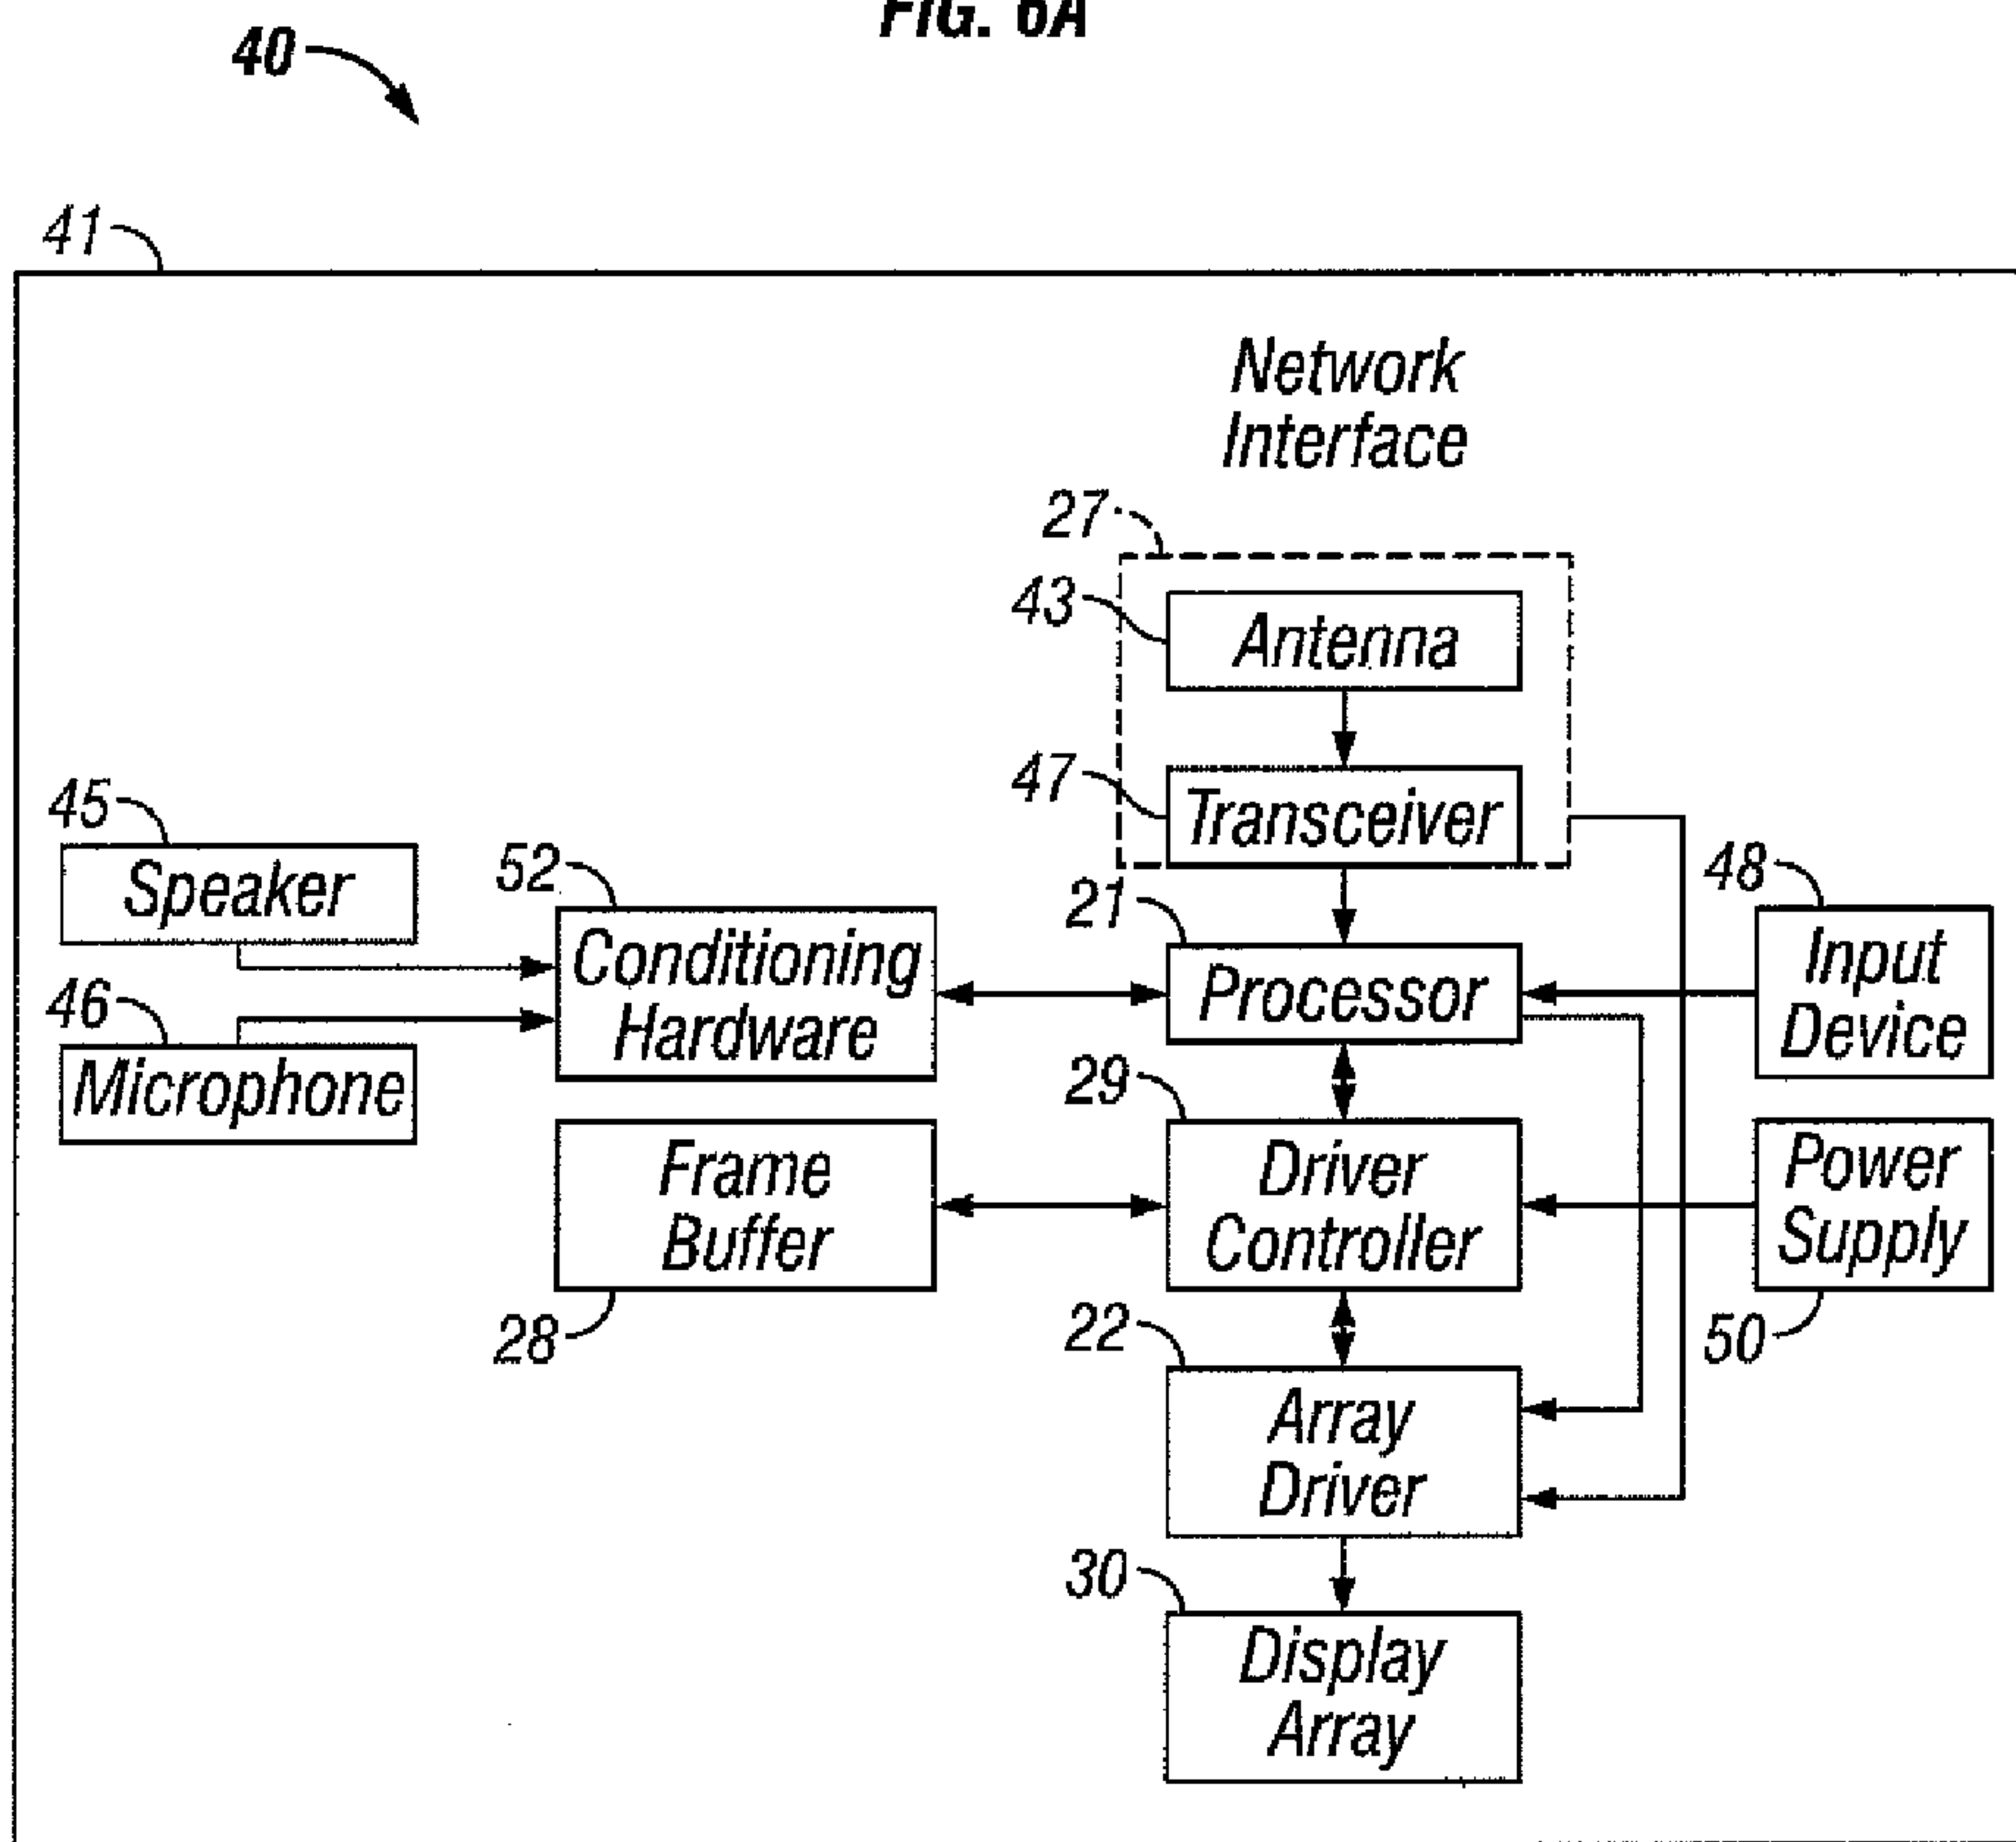 FIG. 6A
40
41
Network
Interface
27
43
Antenna
47
Transceiver
45
Speaker
52
Conditioning
Hardware
21
Processor
48
Input
Device
46
Microphone
29
Driver
Controller
Frame
Buffer
28
Power
Supply
50
22
Array
Driver
30
Display
Array